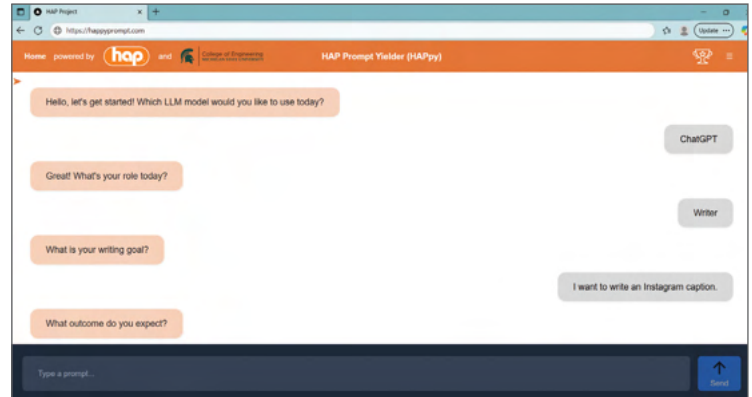 HAP Project
https://happyprompt.com
Update
Home powered by hap and College of Engineering HAP Prompt Yielder (HAPpy)
MICHIGAN STATE UNIVERSITY
Hello, let's get started! Which LLM model would you like to use today?
ChatGPT
Great! What's your role today?
Writer
What is your writing goal?
I want to write an Instagram caption.
What outcome do you expect?
Type a prompt...
Send